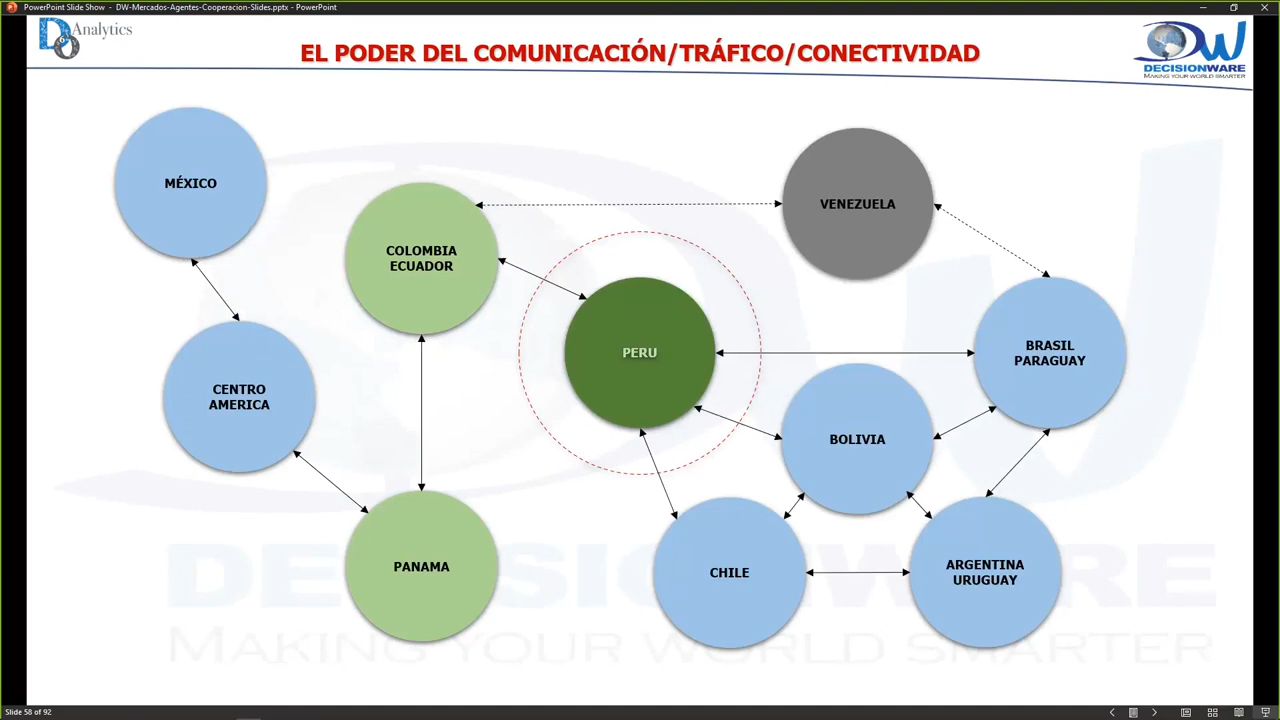 PowerPoint Slide Show - DW-Mercados-Agentes-Cooperacion-Slides.pptx - PowerPoint
DO Analytics
EL PODER DEL COMUNICACIÓN/TRÁFICO/CONECTIVIDAD
DW
DECISIONWARE
MAKING YOUR WORLD SMARTER
MÉXICO
VENEZUELA
COLOMBIA
ECUADOR
PERU
BRASIL
PARAGUAY
CENTRO
AMERICA
BOLIVIA
PANAMA
CHILE
ARGENTINA
URUGUAY
DECISIONWARE
MAKING YOUR WORLD SMARTER
Slide 58 of 92